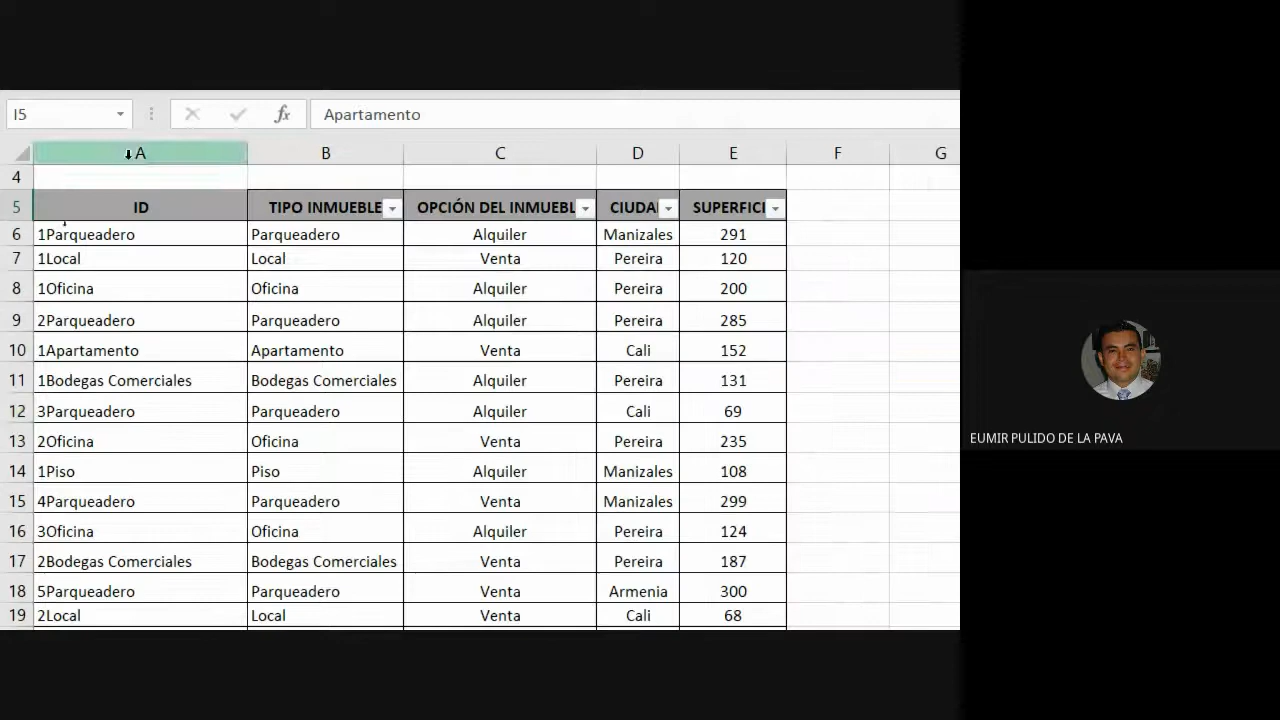 I5 fx Apartamento
A B C D E F G
4
5 ID TIPO INMUEBLE OPCIÓN DEL INMUEBL CIUDA SUPERFICI
6 1Parqueadero Parqueadero Alquiler Manizales 291
7 1Local Local Venta Pereira 120
8 1Oficina Oficina Alquiler Pereira 200
9 2Parqueadero Parqueadero Alquiler Pereira 285
10 1Apartamento Apartamento Venta Cali 152
11 1Bodegas Comerciales Bodegas Comerciales Alquiler Pereira 131
12 3Parqueadero Parqueadero Alquiler Cali 69
13 2Oficina Oficina Venta Pereira 235
14 1Piso Piso Alquiler Manizales 108
15 4Parqueadero Parqueadero Venta Manizales 299
16 3Oficina Oficina Alquiler Pereira 124
17 2Bodegas Comerciales Bodegas Comerciales Venta Pereira 187
18 5Parqueadero Parqueadero Venta Armenia 300
19 2Local Local Venta Cali 68
EUMIR PULIDO DE LA PAVA